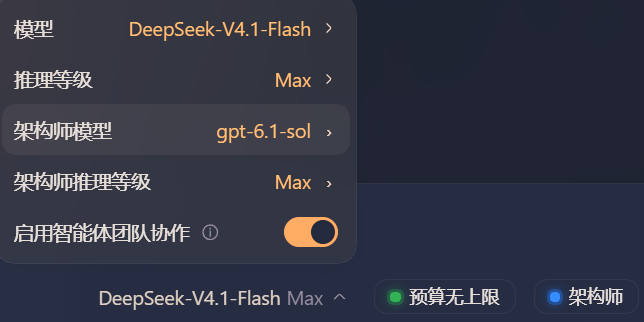 模型 DeepSeek-V4.1-Flash
推理等级 Max
架构师模型 gpt-6.1-sol
架构师推理等级 Max
启用智能体团队协作
DeepSeek-V4.1-Flash Max 预算无上限 架构师